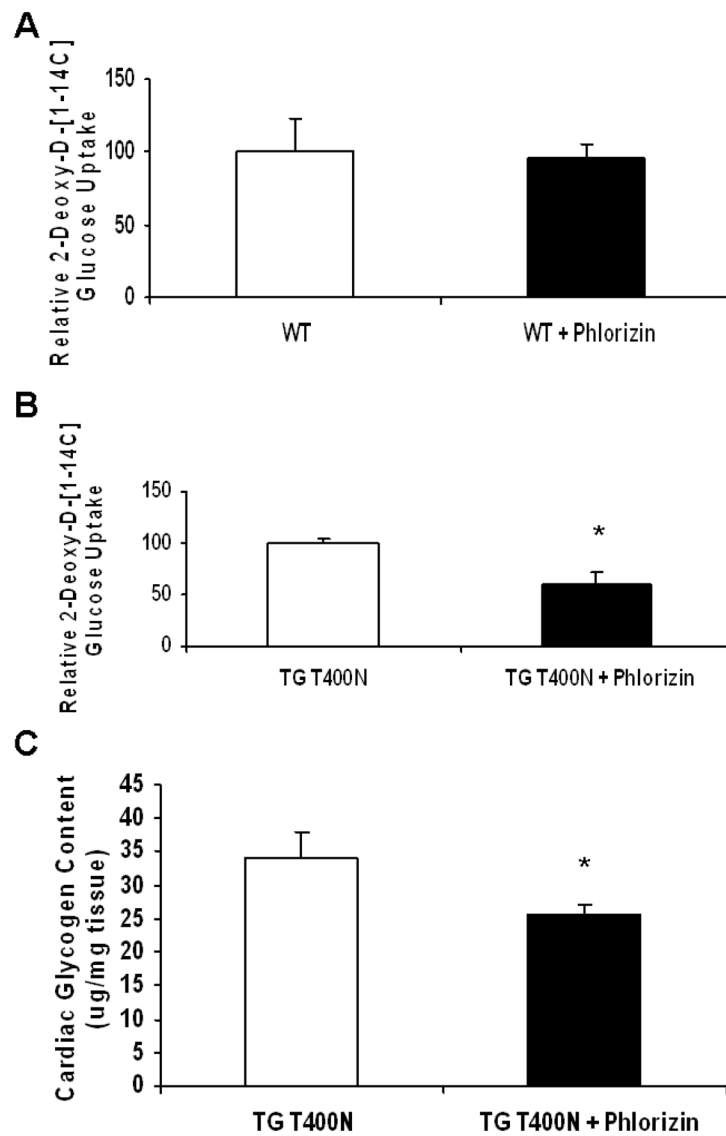 A
Relative 2-Deoxy-D-[1-14C]
Glucose Uptake
150
100
50
0
WT
WT + Phlorizin
B
Relative 2-Deoxy-D-[1-14C]
Glucose Uptake
150
100
50
0
*
TG T400N
TG T400N + Phlorizin
C
Cardiac Glycogen Content
(ug/mg tissue)
45
40
35
30
25
20
15
10
5
0
*
TG T400N
TG T400N + Phlorizin